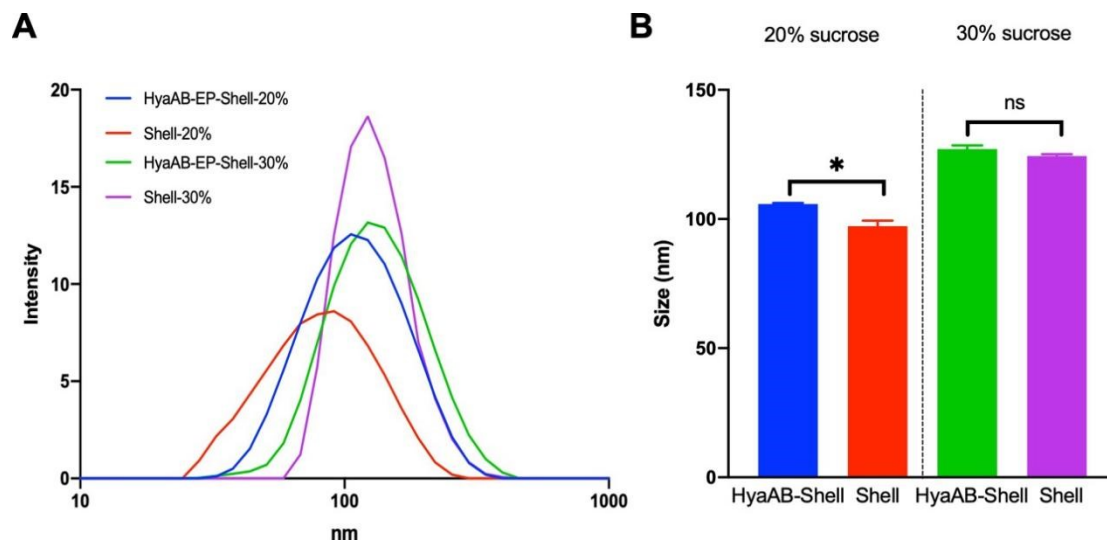 A
20
15
10
5
0
Intensity
HyaAB-EP-Shell-20%
Shell-20%
HyaAB-EP-Shell-30%
Shell-30%
10
100
1000
nm
B
20% sucrose
30% sucrose
150
100
50
0
Size (nm)
*
ns
HyaAB-Shell
Shell
HyaAB-Shell
Shell